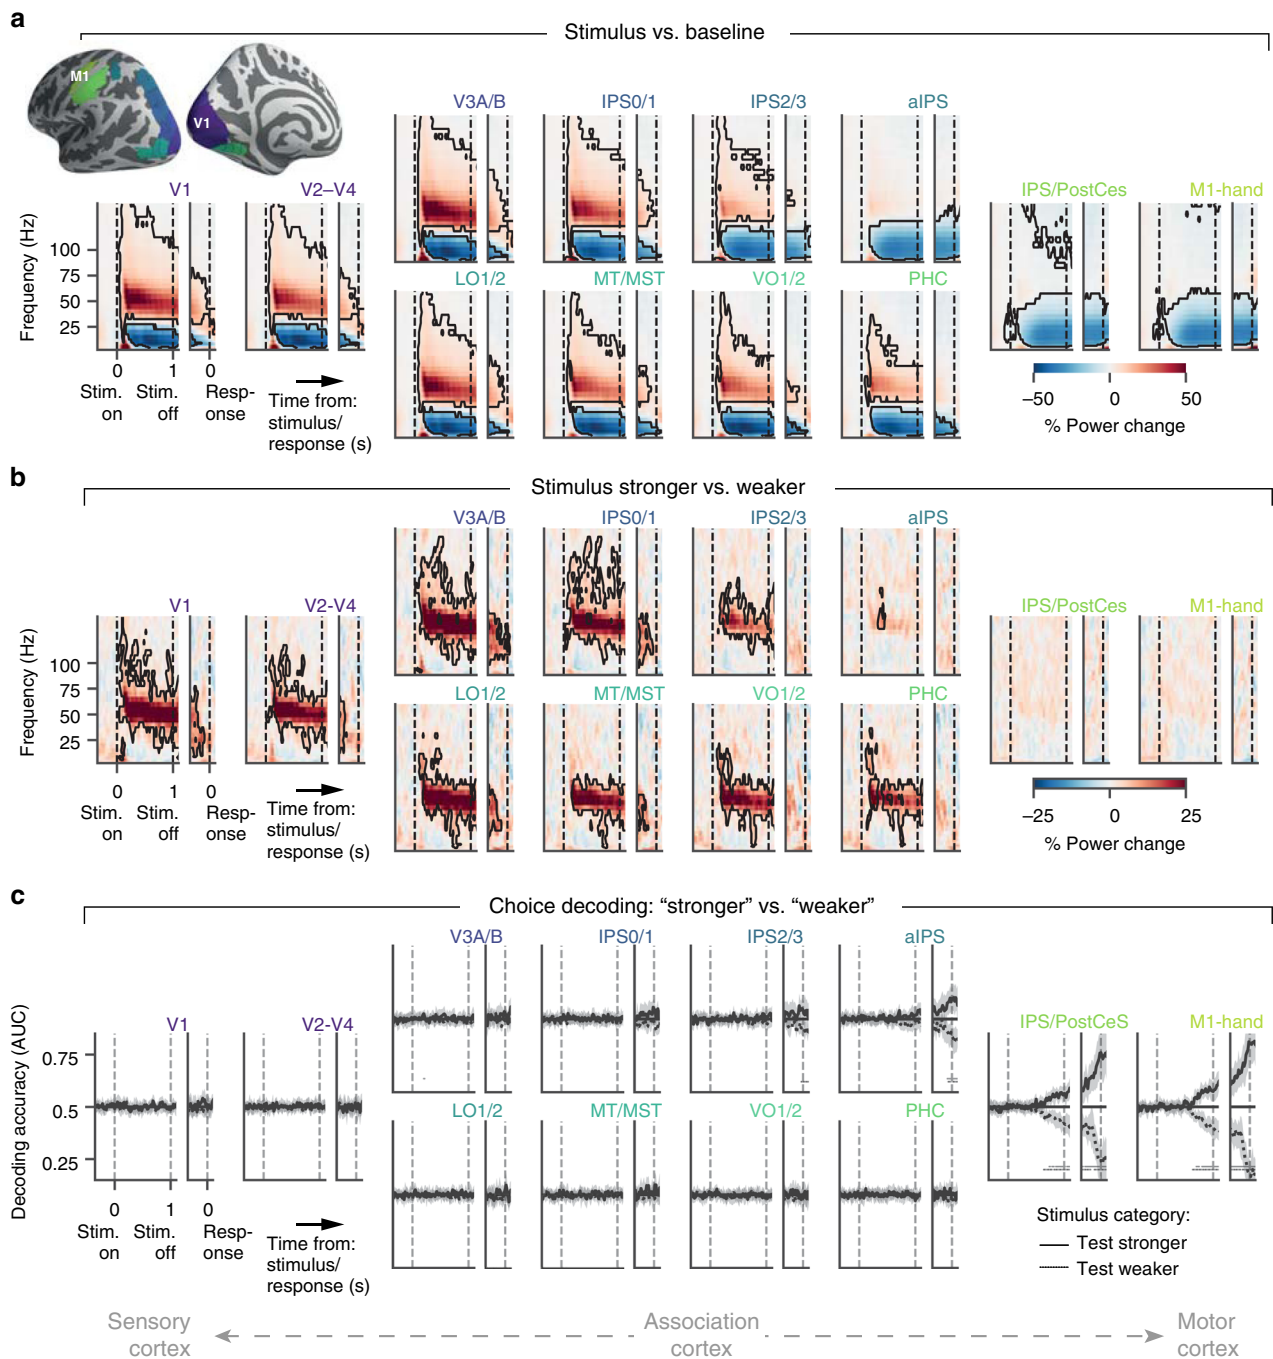 a
Stimulus vs. baseline
M1
V1
V3A/B
IPS0/1
IPS2/3
aIPS
V1
V2–V4
IPS/PostCes
M1-hand
Frequency (Hz)
100
75
50
25
LO1/2
MT/MST
VO1/2
PHC
0
1
0
Stim. on
Stim. off
Resp- onse
Time from: stimulus/ response (s)
–50
0
50
% Power change
b
Stimulus stronger vs. weaker
V3A/B
IPS0/1
IPS2/3
aIPS
V1
V2-V4
IPS/PostCes
M1-hand
Frequency (Hz)
100
75
50
25
LO1/2
MT/MST
VO1/2
PHC
0
1
0
Stim. on
Stim. off
Resp- onse
Time from: stimulus/ response (s)
–25
0
25
% Power change
c
Choice decoding: “stronger” vs. “weaker”
V3A/B
IPS0/1
IPS2/3
aIPS
V1
V2-V4
IPS/PostCeS
M1-hand
Decoding accuracy (AUC)
0.75
0.5
0.25
LO1/2
MT/MST
VO1/2
PHC
0
1
0
Stim. on
Stim. off
Resp- onse
Time from: stimulus/ response (s)
Stimulus category:
Test stronger
Test weaker
Sensory cortex
Association cortex
Motor cortex